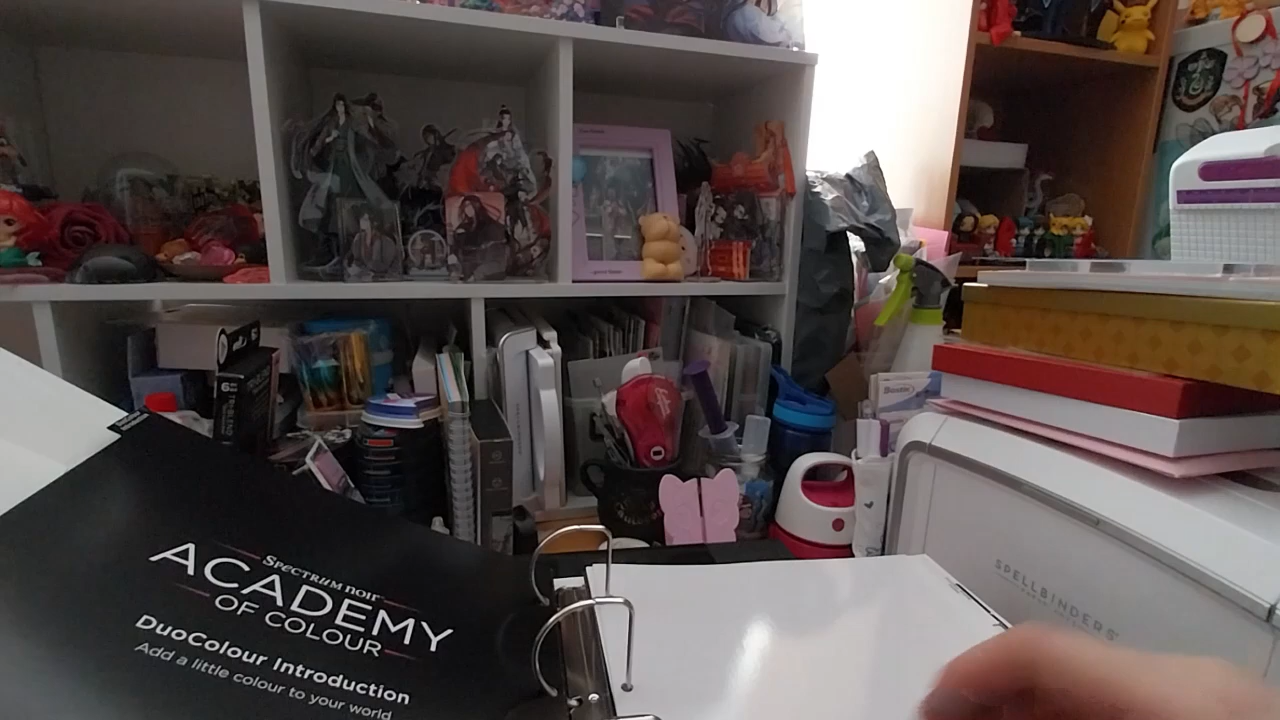 SPECTRUM NOIR
ACADEMY
OF COLOUR
DuoColour Introduction
Add a little colour to your world
SPELLBINDERS